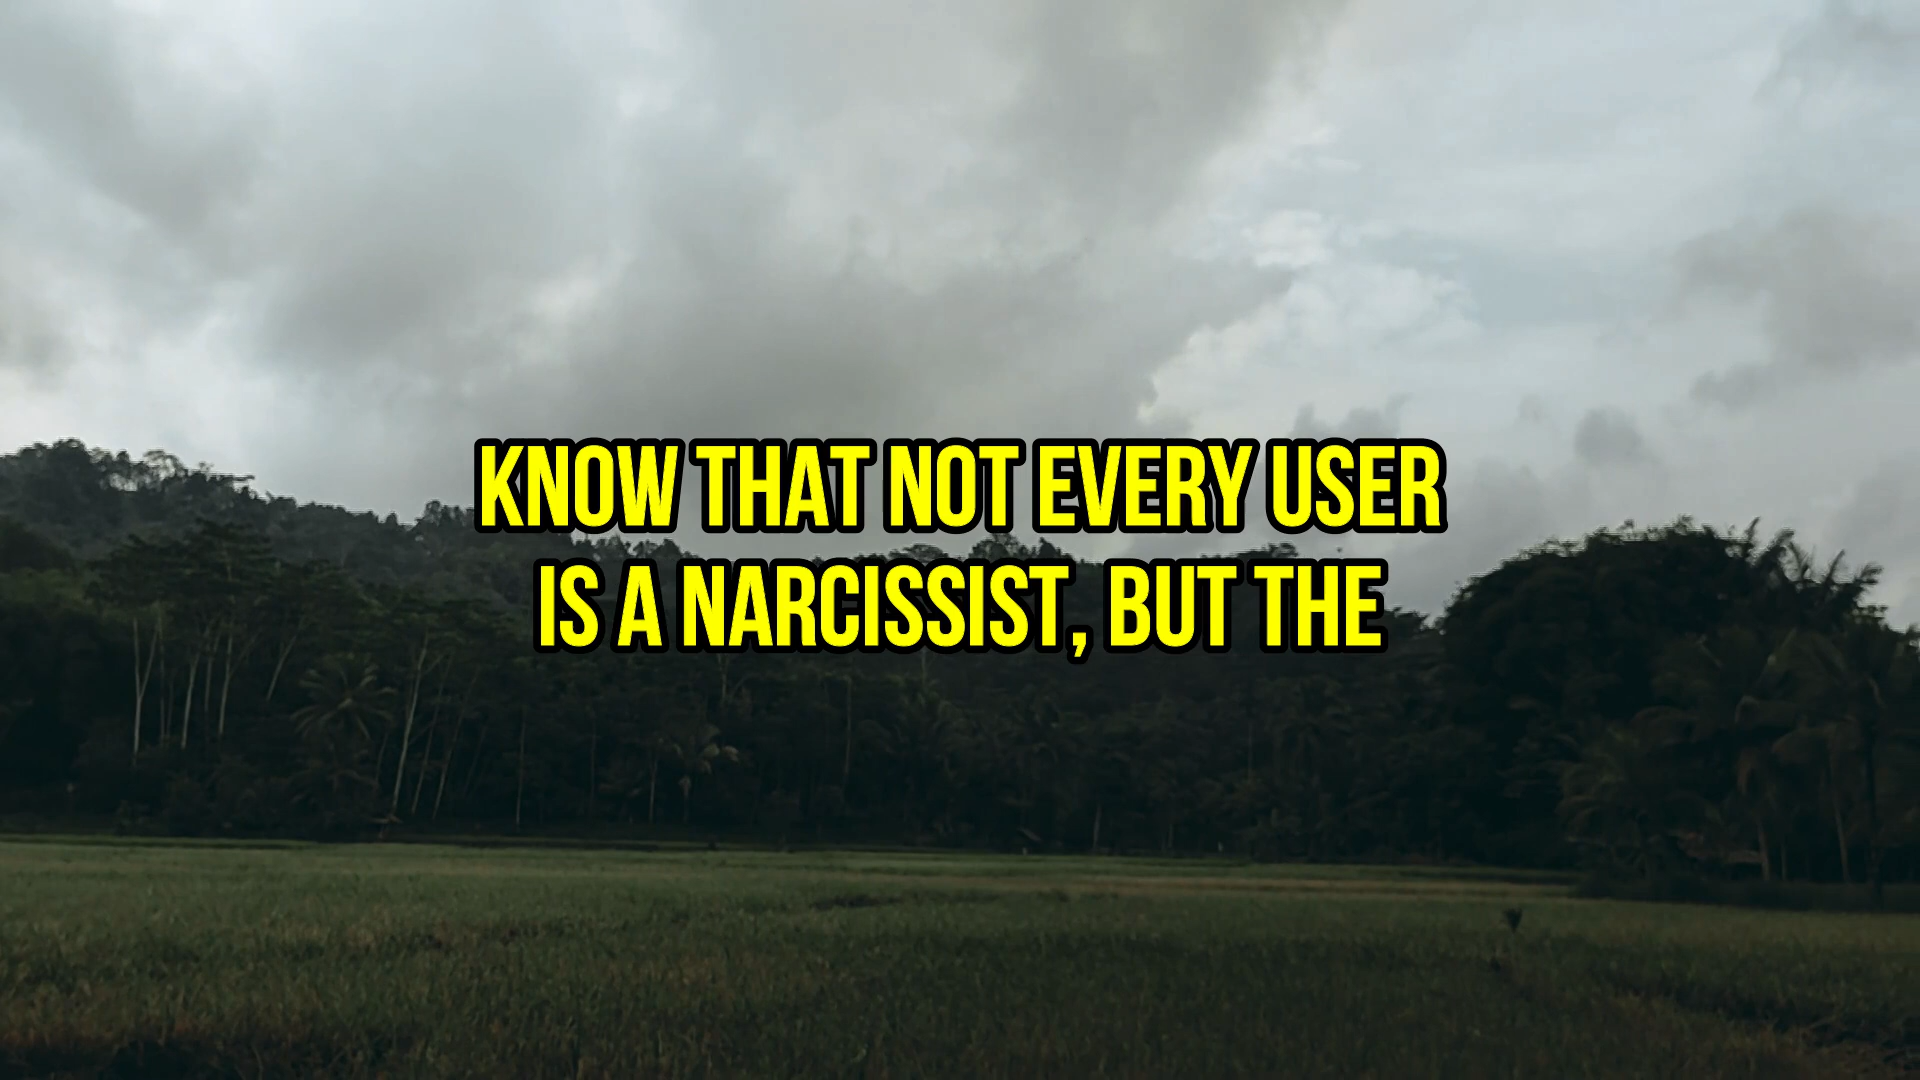 KNOW THAT NOT EVERY USER
IS A NARCISSIST, BUT THE